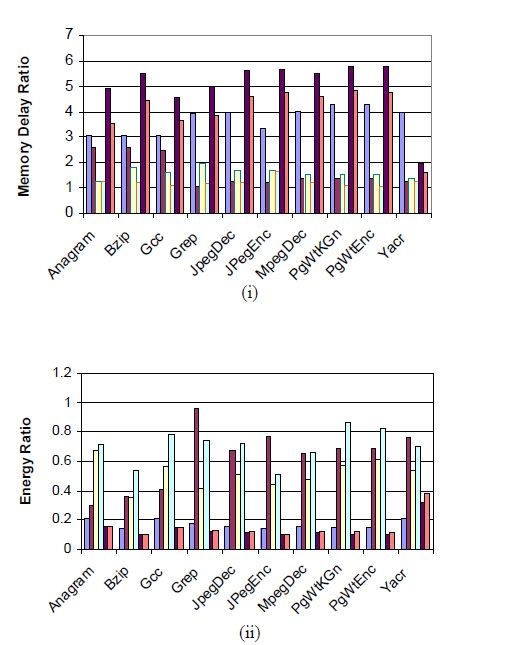 7
6
5
4
3
2
1
0
Memory Delay Ratio
Anagram
Bzip
Gcc
Grep
JpegDec
JPegEnc
MpegDec
PgWtKGn
PgWtEnc
Yacr
(i)
1.2
1
0.8
0.6
0.4
0.2
0
Energy Ratio
Anagram
Bzip
Gcc
Grep
JpegDec
JPegEnc
MpegDec
PgWtKGn
PgWtEnc
Yacr
(ii)